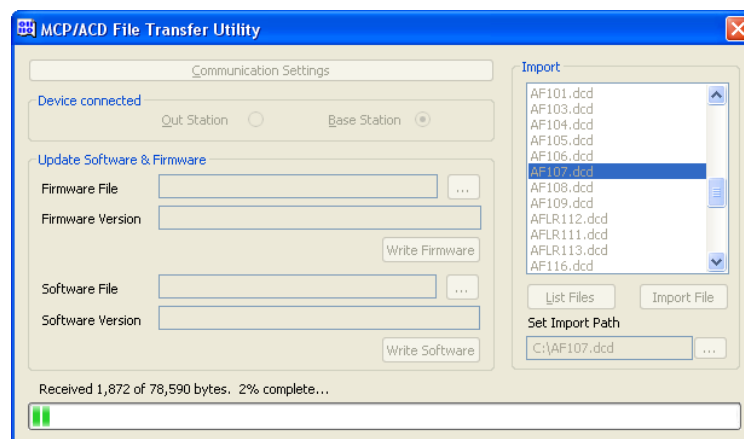 MCP/ACD File Transfer Utility
Communication Settings
Device connected
Out Station
Base Station
Update Software & Firmware
Firmware File
...
Firmware Version
Write Firmware
Software File
...
Software Version
Write Software
Import
AF101.dcd
AF103.dcd
AF104.dcd
AF105.dcd
AF106.dcd
AF107.dcd
AF108.dcd
AF109.dcd
AFLR112.dcd
AFLR111.dcd
AFLR113.dcd
AF116.dcd
List Files
Import File
Set Import Path
C:\AF107.dcd
...
Received 1,872 of 78,590 bytes. 2% complete...